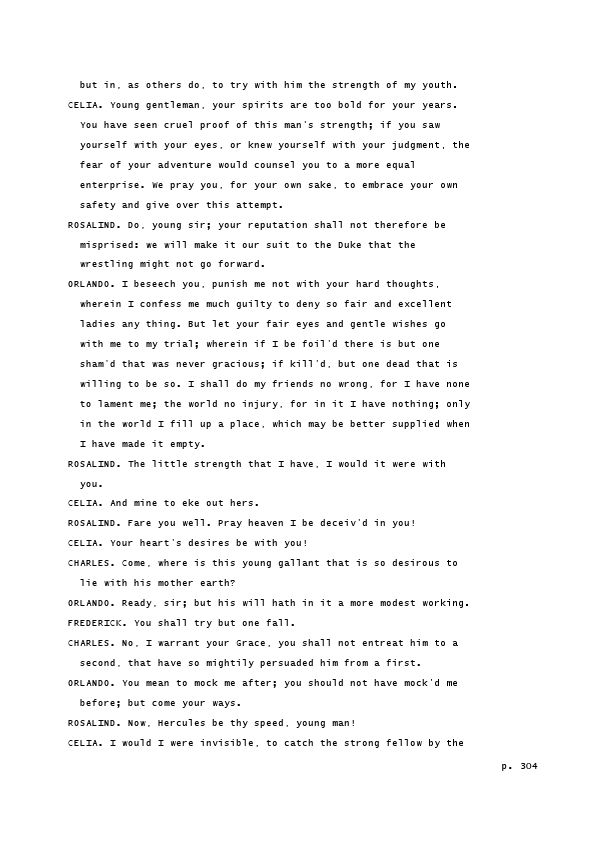 but in, as others do, to try with him the strength of my youth.
CELIA. Young gentleman, your spirits are too bold for your years.
You have seen cruel proof of this man's strength; if you saw
yourself with your eyes, or knew yourself with your judgment, the
fear of your adventure would counsel you to a more equal
enterprise. We pray you, for your own sake, to embrace your own
safety and give over this attempt.
ROSALIND. Do, young sir; your reputation shall not therefore be
misprised: we will make it our suit to the Duke that the
wrestling might not go forward.
ORLANDO. I beseech you, punish me not with your hard thoughts,
wherein I confess me much guilty to deny so fair and excellent
ladies any thing. But let your fair eyes and gentle wishes go
with me to my trial; wherein if I be foil'd there is but one
sham'd that was never gracious; if kill'd, but one dead that is
willing to be so. I shall do my friends no wrong, for I have none
to lament me; the world no injury, for in it I have nothing; only
in the world I fill up a place, which may be better supplied when
I have made it empty.
ROSALIND. The little strength that I have, I would it were with
you.
CELIA. And mine to eke out hers.
ROSALIND. Fare you well. Pray heaven I be deceiv'd in you!
CELIA. Your heart's desires be with you!
CHARLES. Come, where is this young gallant that is so desirous to
lie with his mother earth?
ORLANDO. Ready, sir; but his will hath in it a more modest working.
FREDERICK. You shall try but one fall.
CHARLES. No, I warrant your Grace, you shall not entreat him to a
second, that have so mightily persuaded him from a first.
ORLANDO. You mean to mock me after; you should not have mock'd me
before; but come your ways.
ROSALIND. Now, Hercules be thy speed, young man!
CELIA. I would I were invisible, to catch the strong fellow by the
p. 304